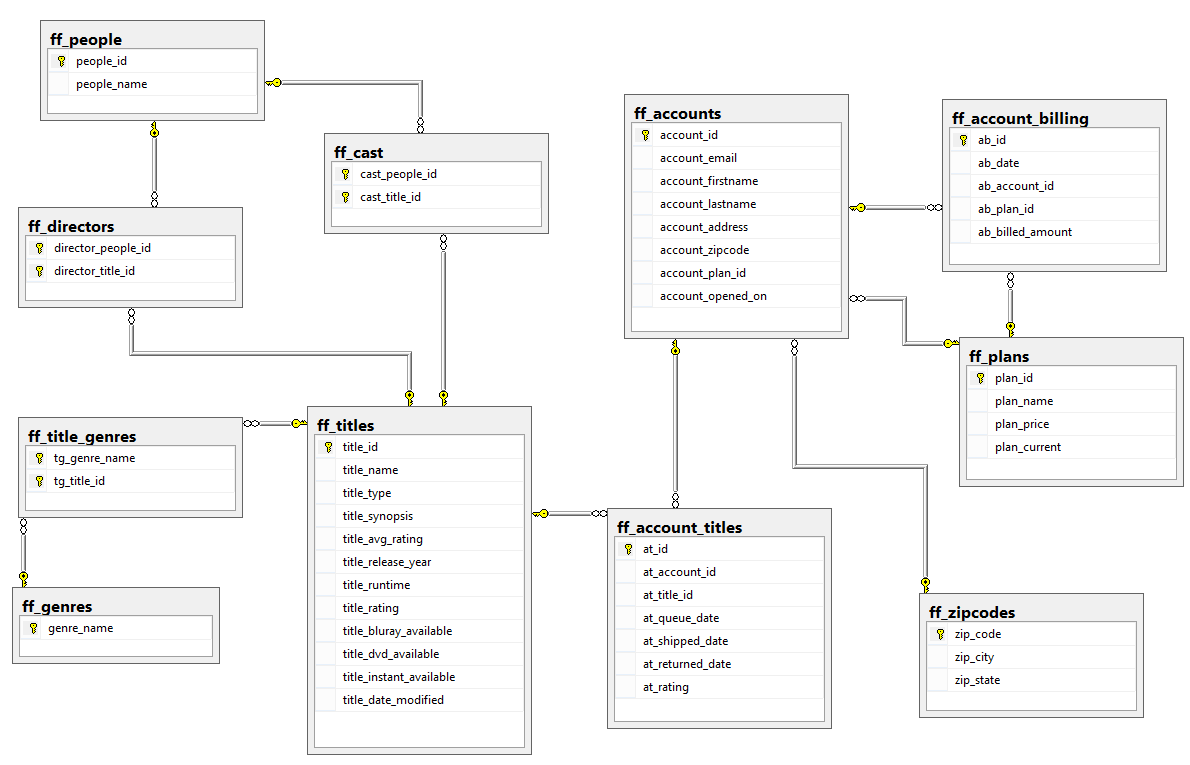 ff_people
people_id
people_name
ff_cast
cast_people_id
cast_title_id
ff_directors
director_people_id
director_title_id
ff_title_genres
tg_genre_name
tg_title_id
ff_genres
genre_name
ff_titles
title_id
title_name
title_type
title_synopsis
title_avg_rating
title_release_year
title_runtime
title_rating
title_bluray_available
title_dvd_available
title_instant_available
title_date_modified
ff_accounts
account_id
account_email
account_firstname
account_lastname
account_address
account_zipcode
account_plan_id
account_opened_on
ff_account_billing
ab_id
ab_date
ab_account_id
ab_plan_id
ab_billed_amount
ff_plans
plan_id
plan_name
plan_price
plan_current
ff_account_titles
at_id
at_account_id
at_title_id
at_queue_date
at_shipped_date
at_returned_date
at_rating
ff_zipcodes
zip_code
zip_city
zip_state